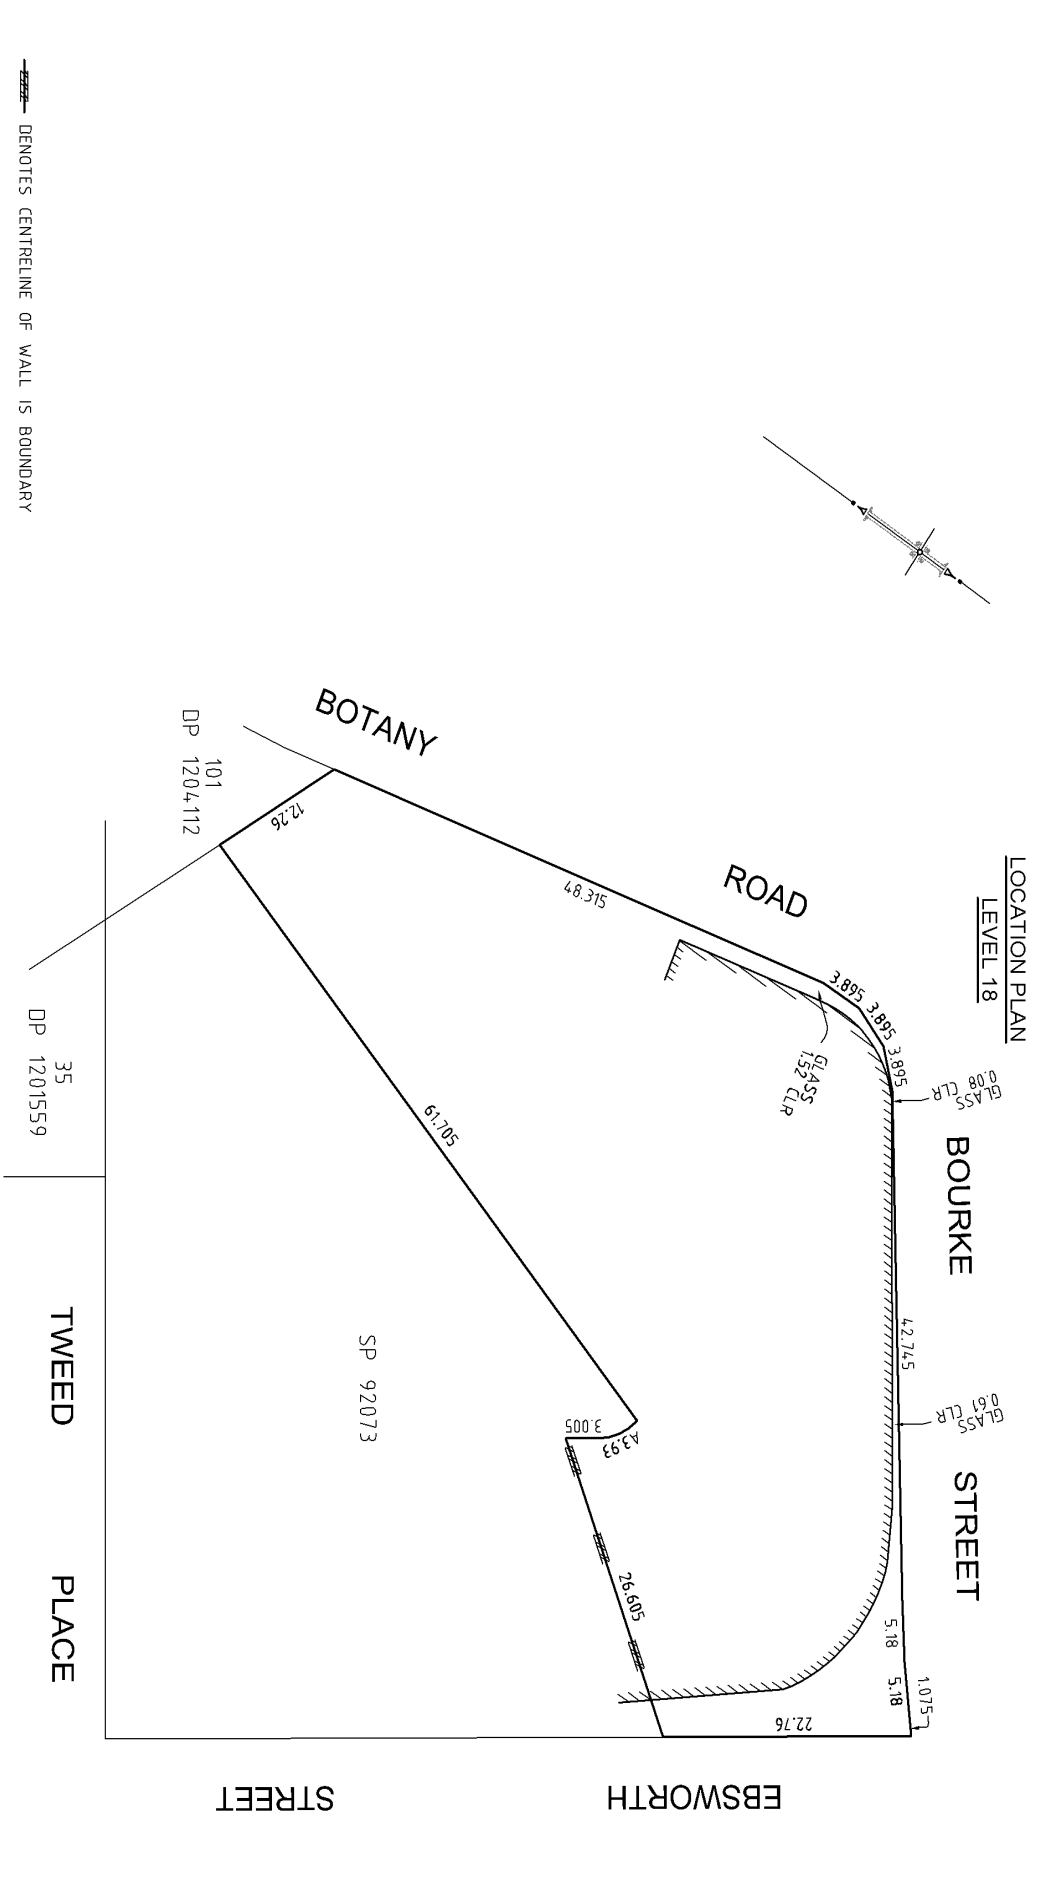 LOCATION PLAN
LEVEL 18
BOTANY
ROAD
BOURKE
STREET
EBSWORTH
STREET
TWEED
PLACE
101
DP 1204112
35
DP 1201559
SP 92073
12.26
48.315
3.895
3.895
3.895
GLASS
1.52 CLR
GLASS
0.08 CLR
42.745
GLASS
0.61 CLR
5.18
5.18
1.075
22.76
26.605
A3.93
3.005
61.705
DENOTES CENTRELINE OF WALL IS BOUNDARY